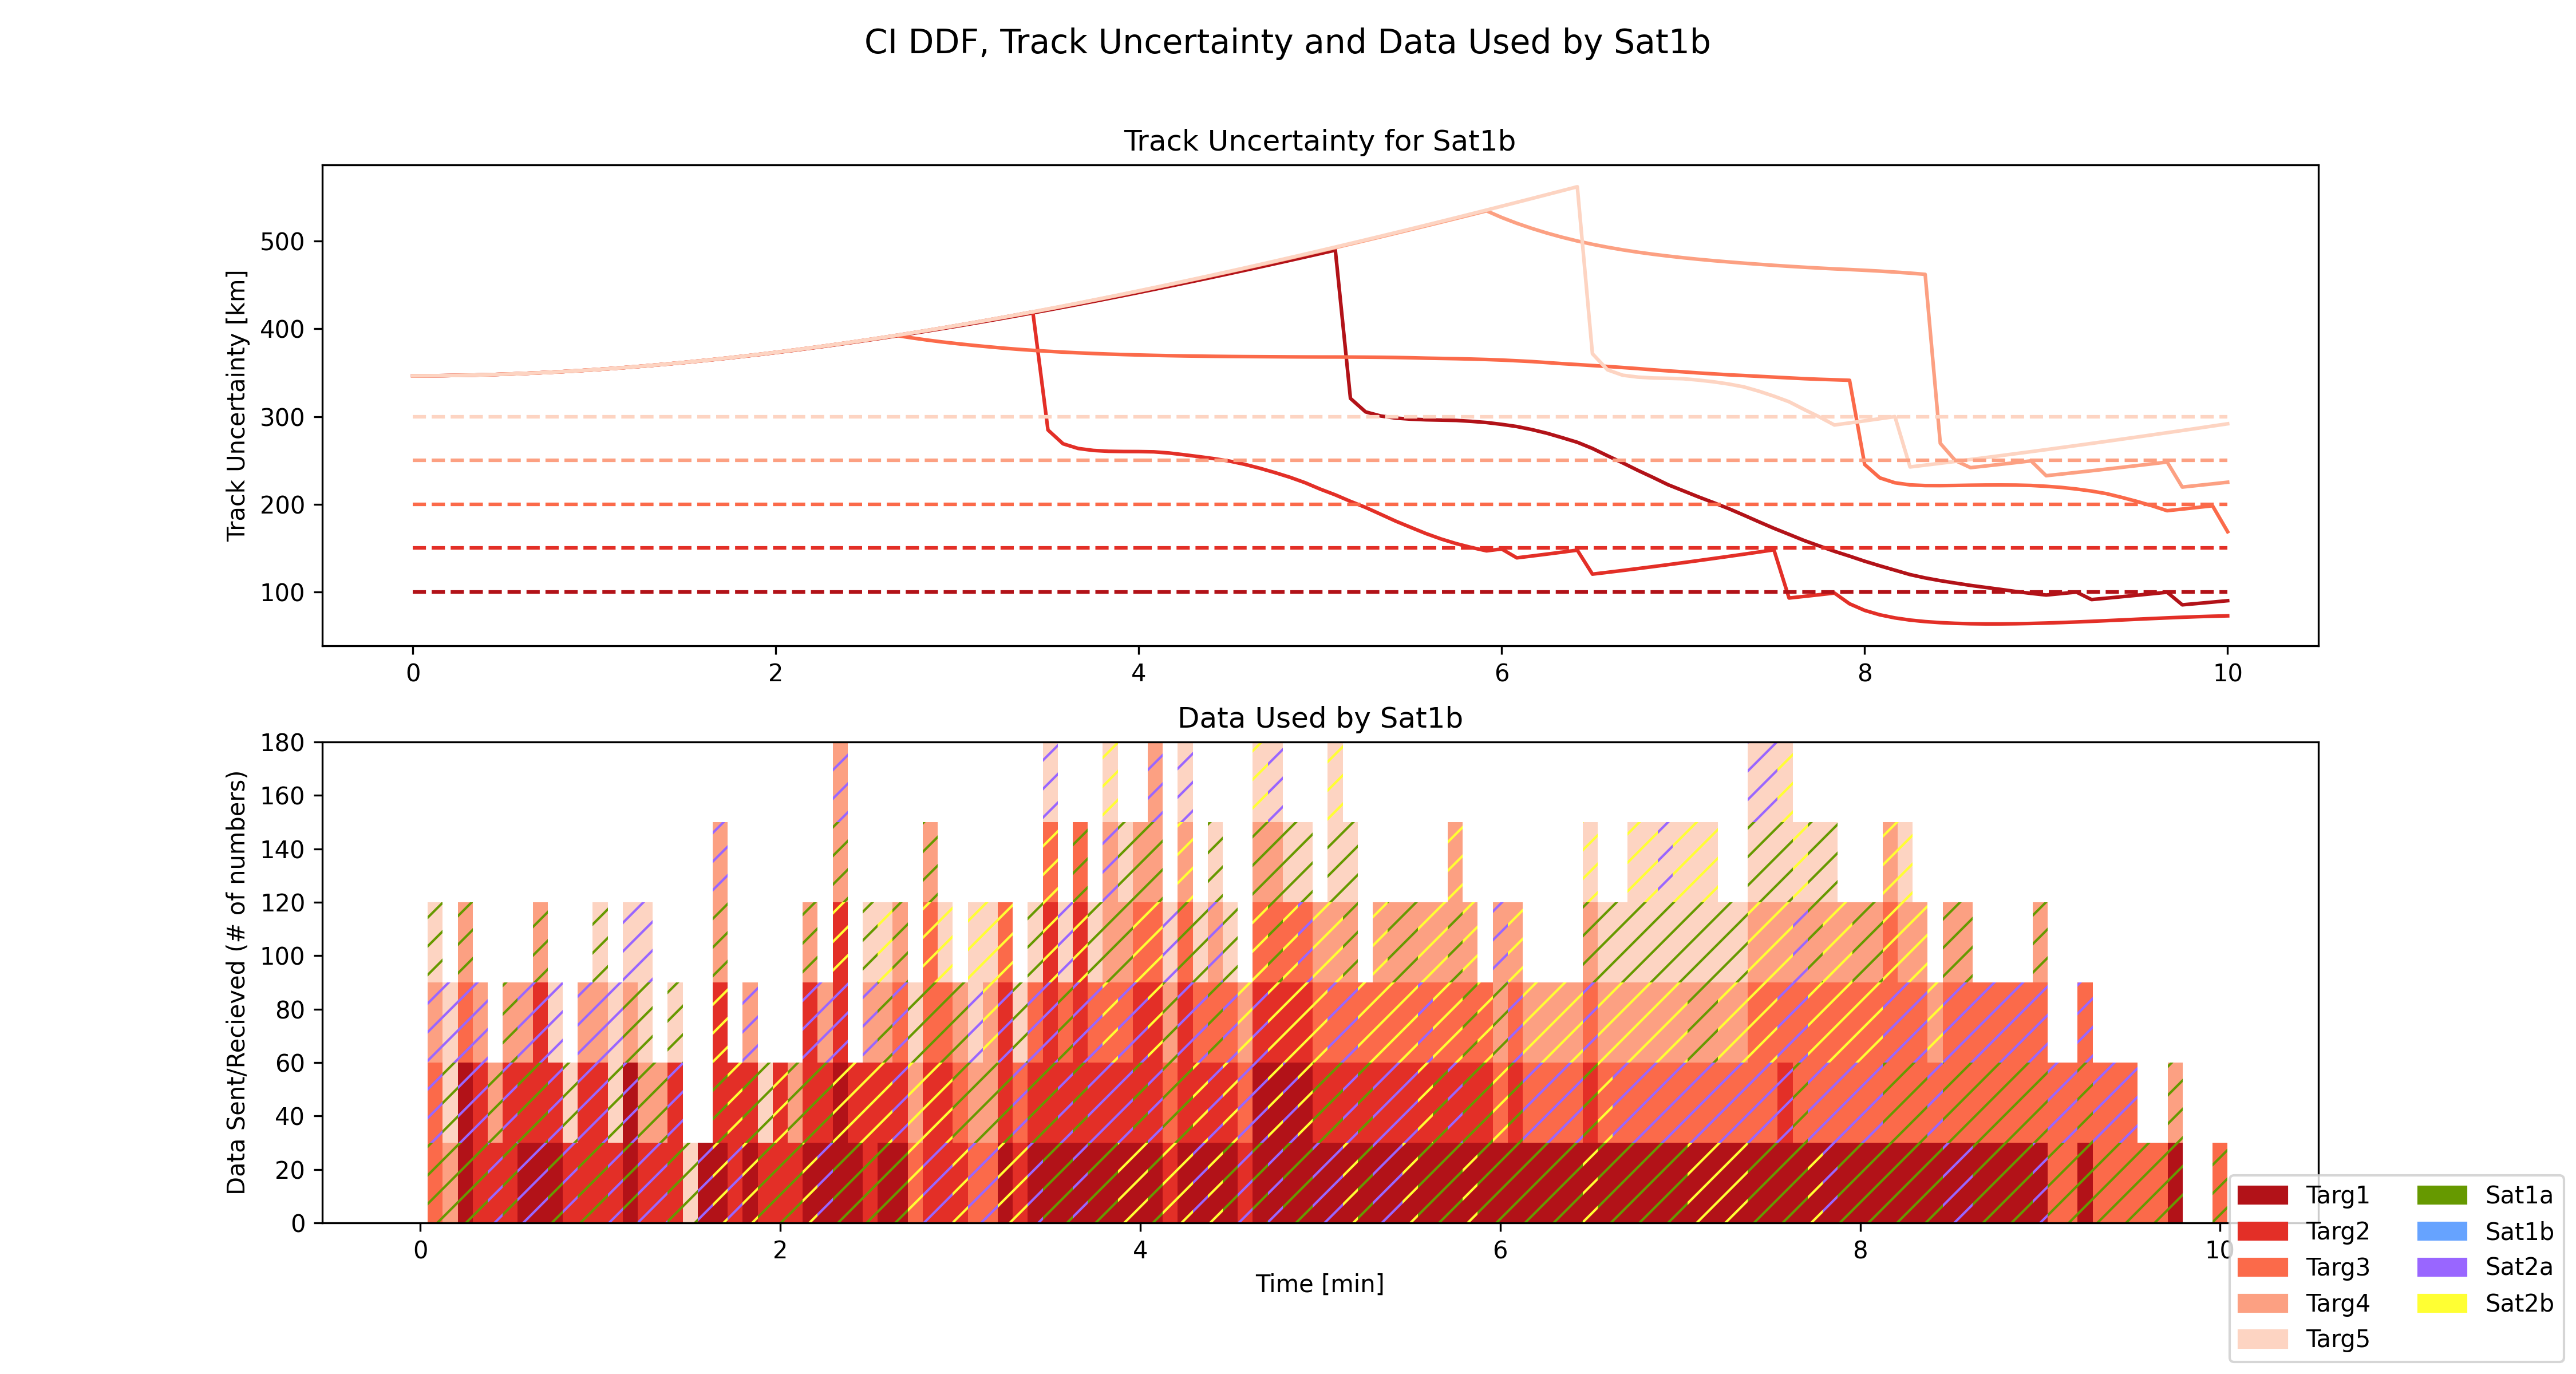 CI DDF, Track Uncertainty and Data Used by Sat1b
Track Uncertainty for Sat1b
Track Uncertainty [km]
500
400
300
200
100
0 2 4 6 8 10
Data Used by Sat1b
Data Sent/Recieved (# of numbers)
180
160
140
120
100
80
60
40
20
0
0 2 4 6 8 10
Time [min]
Targ1 Sat1a
Targ2 Sat1b
Targ3 Sat2a
Targ4 Sat2b
Targ5